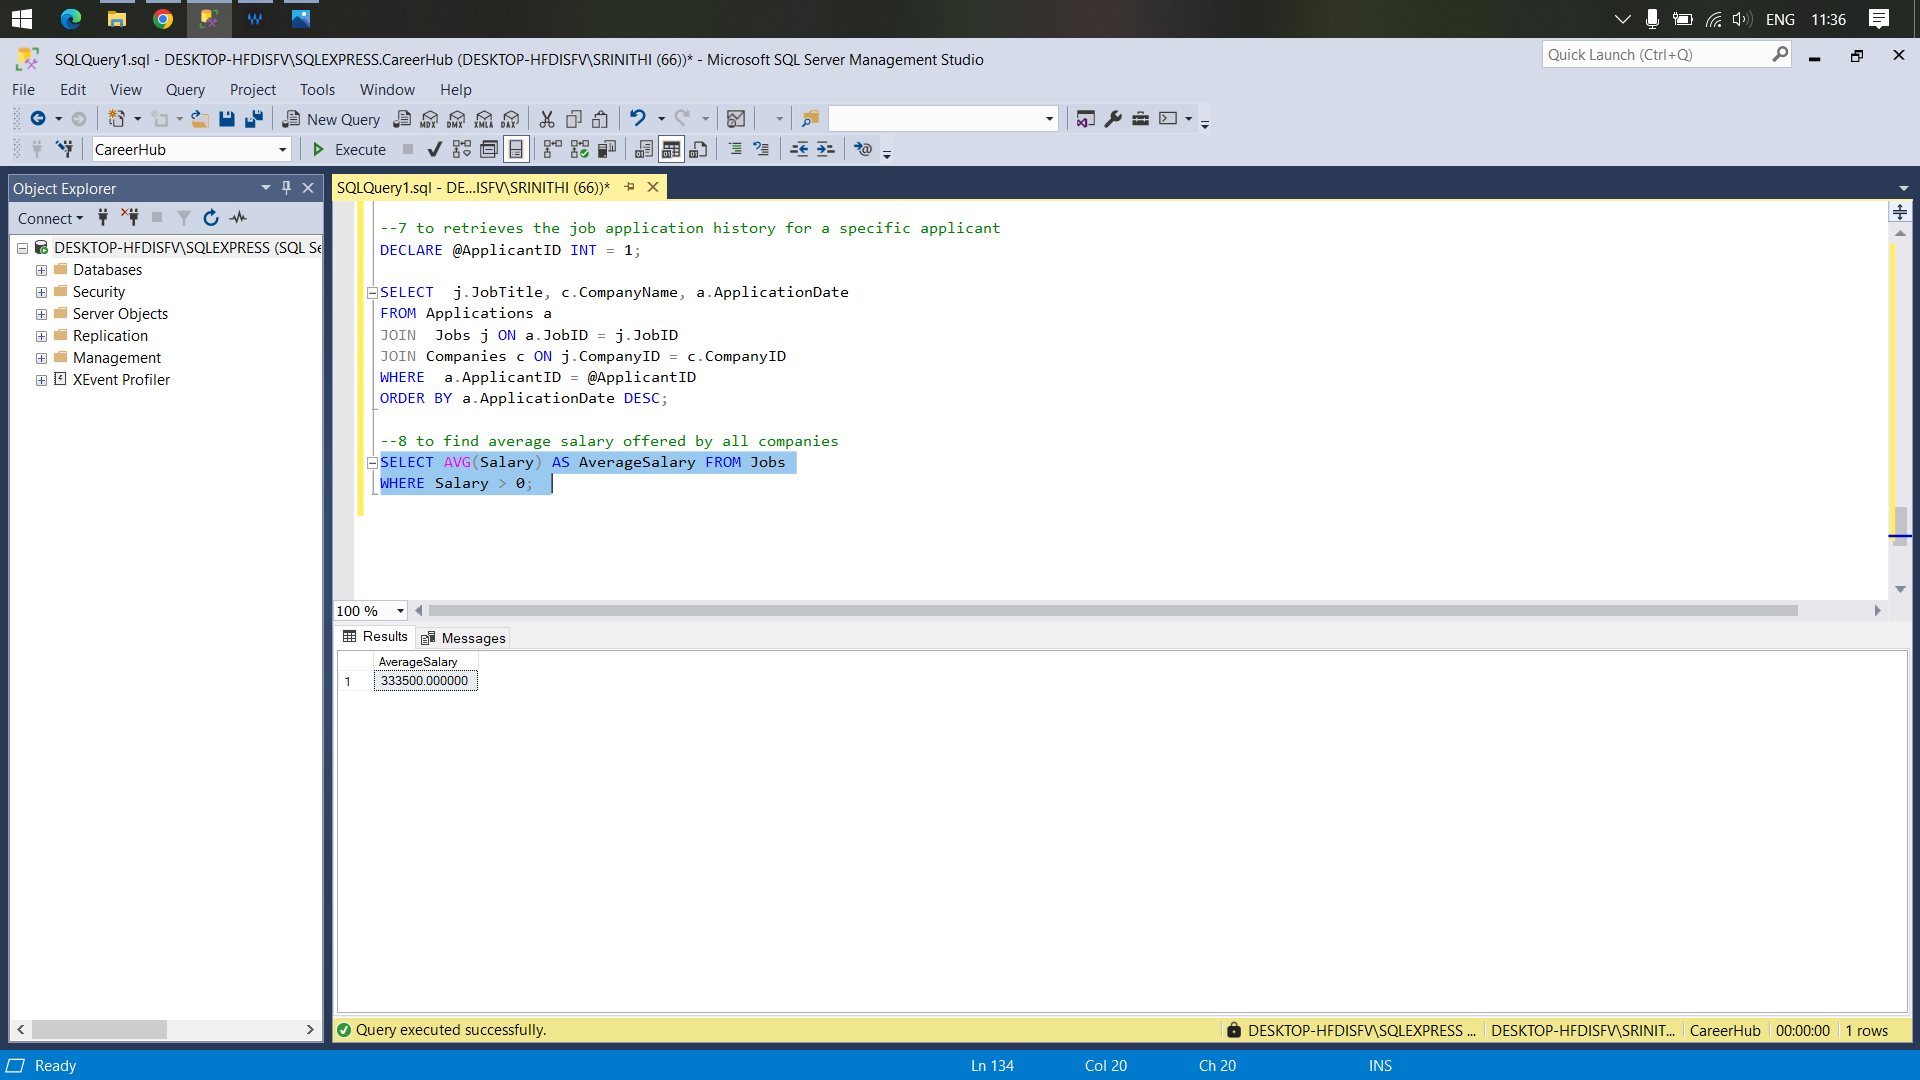 ENG 11:36
SQLQuery1.sql - DESKTOP-HFDISFV\SQLEXPRESS.CareerHub (DESKTOP-HFDISFV\SRINITHI (66))* - Microsoft SQL Server Management Studio
Quick Launch (Ctrl+Q)
File Edit View Query Project Tools Window Help
New Query MDX DMX XMLA DAX
CareerHub Execute
Object Explorer
Connect
DESKTOP-HFDISFV\SQLEXPRESS (SQL Se
Databases
Security
Server Objects
Replication
Management
XEvent Profiler
SQLQuery1.sql - DE...ISFV\SRINITHI (66))*
--7 to retrieves the job application history for a specific applicant
DECLARE @ApplicantID INT = 1;
SELECT  j.JobTitle, c.CompanyName, a.ApplicationDate
FROM Applications a
JOIN  Jobs j ON a.JobID = j.JobID
JOIN Companies c ON j.CompanyID = c.CompanyID
WHERE  a.ApplicantID = @ApplicantID
ORDER BY a.ApplicationDate DESC;
--8 to find average salary offered by all companies
SELECT AVG(Salary) AS AverageSalary FROM Jobs
WHERE Salary > 0;
100 %
Results Messages
AverageSalary
1 333500.000000
Query executed successfully. DESKTOP-HFDISFV\SQLEXPRESS ... DESKTOP-HFDISFV\SRINIT... CareerHub 00:00:00 1 rows
Ready Ln 134 Col 20 Ch 20 INS